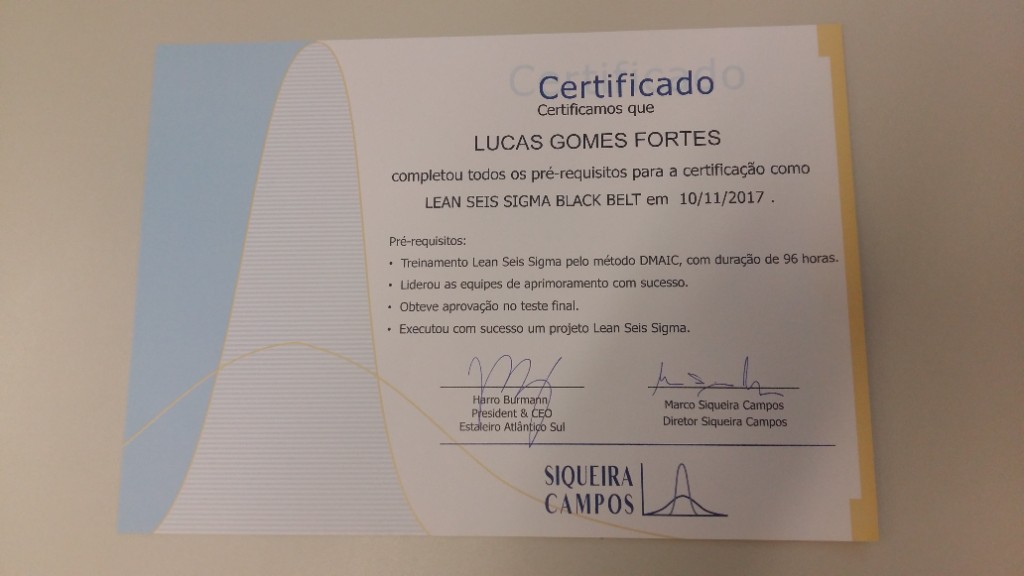 Certificado
Certificado
Certificamos que
LUCAS GOMES FORTES
completou todos os pré-requisitos para a certificação como
LEAN SEIS SIGMA BLACK BELT em 10/11/2017 .
Pré-requisitos:
• Treinamento Lean Seis Sigma pelo método DMAIC, com duração de 96 horas.
• Liderou as equipes de aprimoramento com sucesso.
• Obteve aprovação no teste final.
• Executou com sucesso um projeto Lean Seis Sigma.
Harro Burmann
President & CEO
Estaleiro Atlântico Sul
Marco Siqueira Campos
Diretor Siqueira Campos
SIQUEIRA
CAMPOS